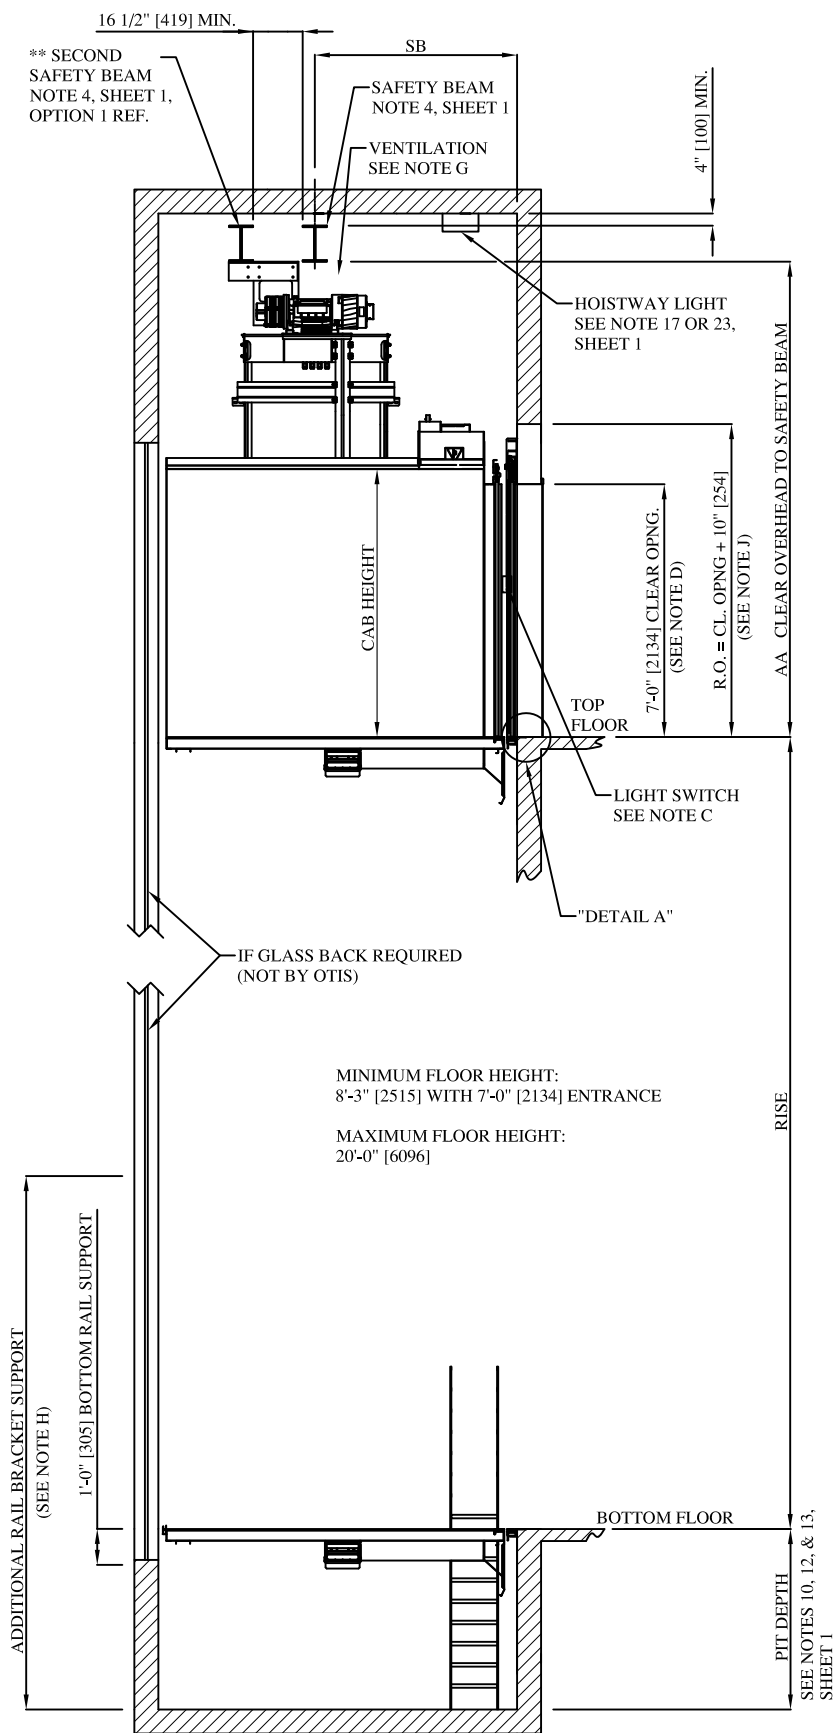 16 1/2" [419] MIN.
SB
** SECOND
SAFETY BEAM
NOTE 4, SHEET 1,
OPTION 1 REF.
SAFETY BEAM
NOTE 4, SHEET 1
4" [100] MIN.
VENTILATION
SEE NOTE G
HOISTWAY LIGHT
SEE NOTE 17 OR 23,
SHEET 1
AA CLEAR OVERHEAD TO SAFETY BEAM
R.O. = CL. OPNG + 10" [254]
(SEE NOTE J)
7'-0" [2134] CLEAR OPNG.
(SEE NOTE D)
CAB HEIGHT
TOP
FLOOR
LIGHT SWITCH
SEE NOTE C
"DETAIL A"
IF GLASS BACK REQUIRED
(NOT BY OTIS)
MINIMUM FLOOR HEIGHT:
8'-3" [2515] WITH 7'-0" [2134] ENTRANCE
MAXIMUM FLOOR HEIGHT:
20'-0" [6096]
RISE
ADDITIONAL RAIL BRACKET SUPPORT
(SEE NOTE H)
1'-0" [305] BOTTOM RAIL SUPPORT
BOTTOM FLOOR
PIT DEPTH
SEE NOTES 10, 12, & 13,
SHEET 1